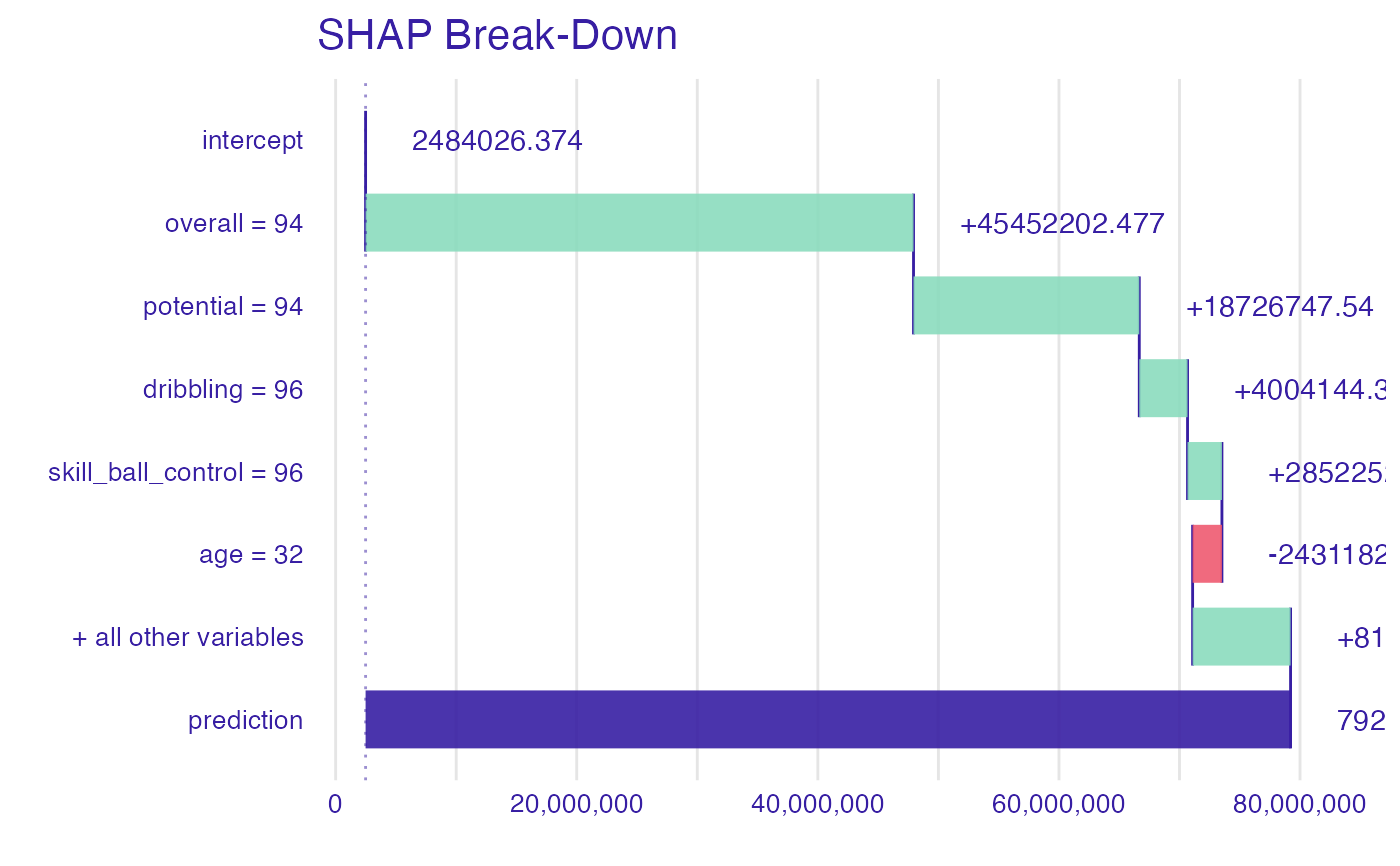 SHAP Break-Down
intercept 2484026.374
overall = 94 +45452202.477
potential = 94 +18726747.54
dribbling = 96 +4004144.3
skill_ball_control = 96 +285225
age = 32 -2431182
+ all other variables +81
prediction 792
0 20,000,000 40,000,000 60,000,000 80,000,000